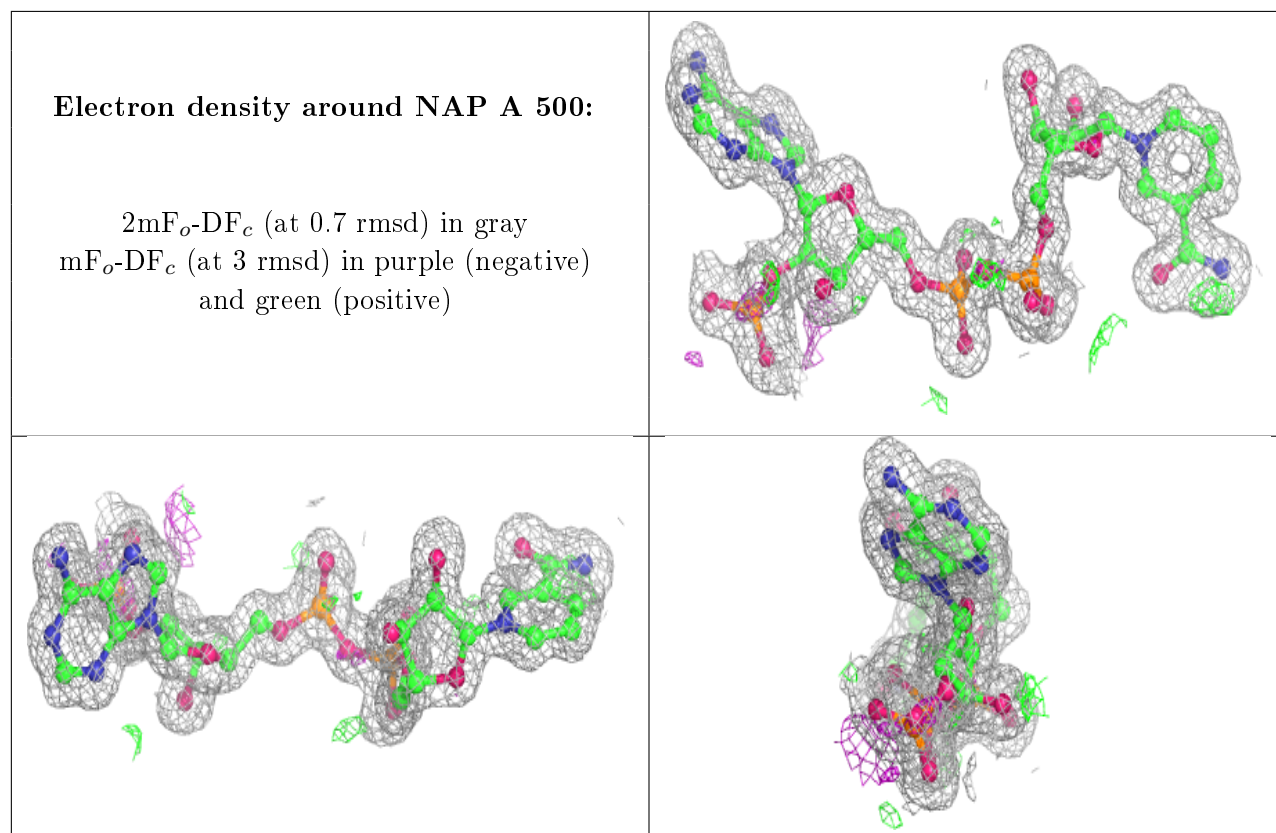 Electron density around NAP A 500:
2mFₒ-DF𝒸 (at 0.7 rmsd) in gray
mFₒ-DF𝒸 (at 3 rmsd) in purple (negative)
and green (positive)